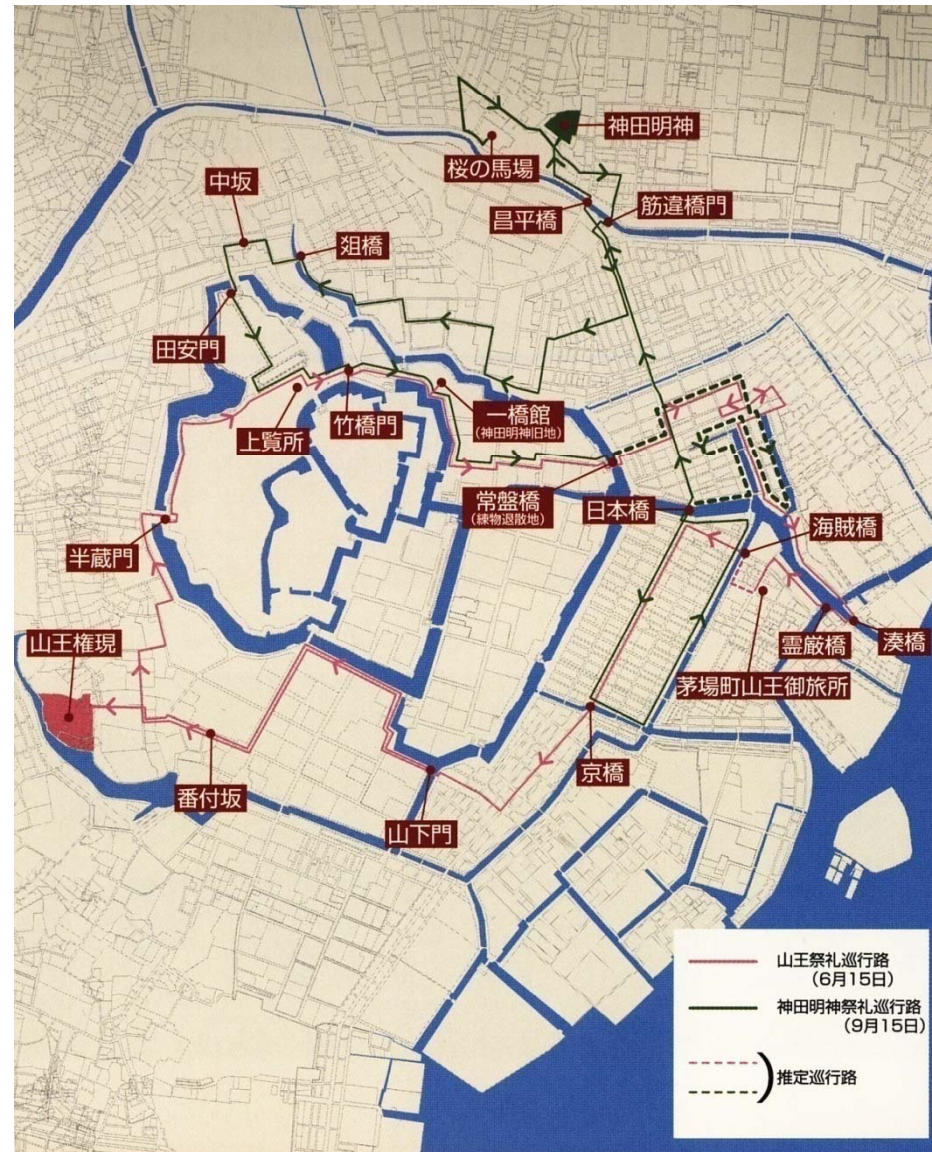 神田明神
桜の馬場
中坂
昌平橋
筋違橋門
爼橋
田安門
上覧所
竹橋門
一橋館
(神田明神旧地)
常盤橋
(練物退散地)
日本橋
海賊橋
半蔵門
山王権現
霊厳橋
湊橋
茅場町山王御旅所
番付坂
京橋
山下門
山王祭礼巡行路
(6月15日)
神田明神祭礼巡行路
(9月15日)
推定巡行路